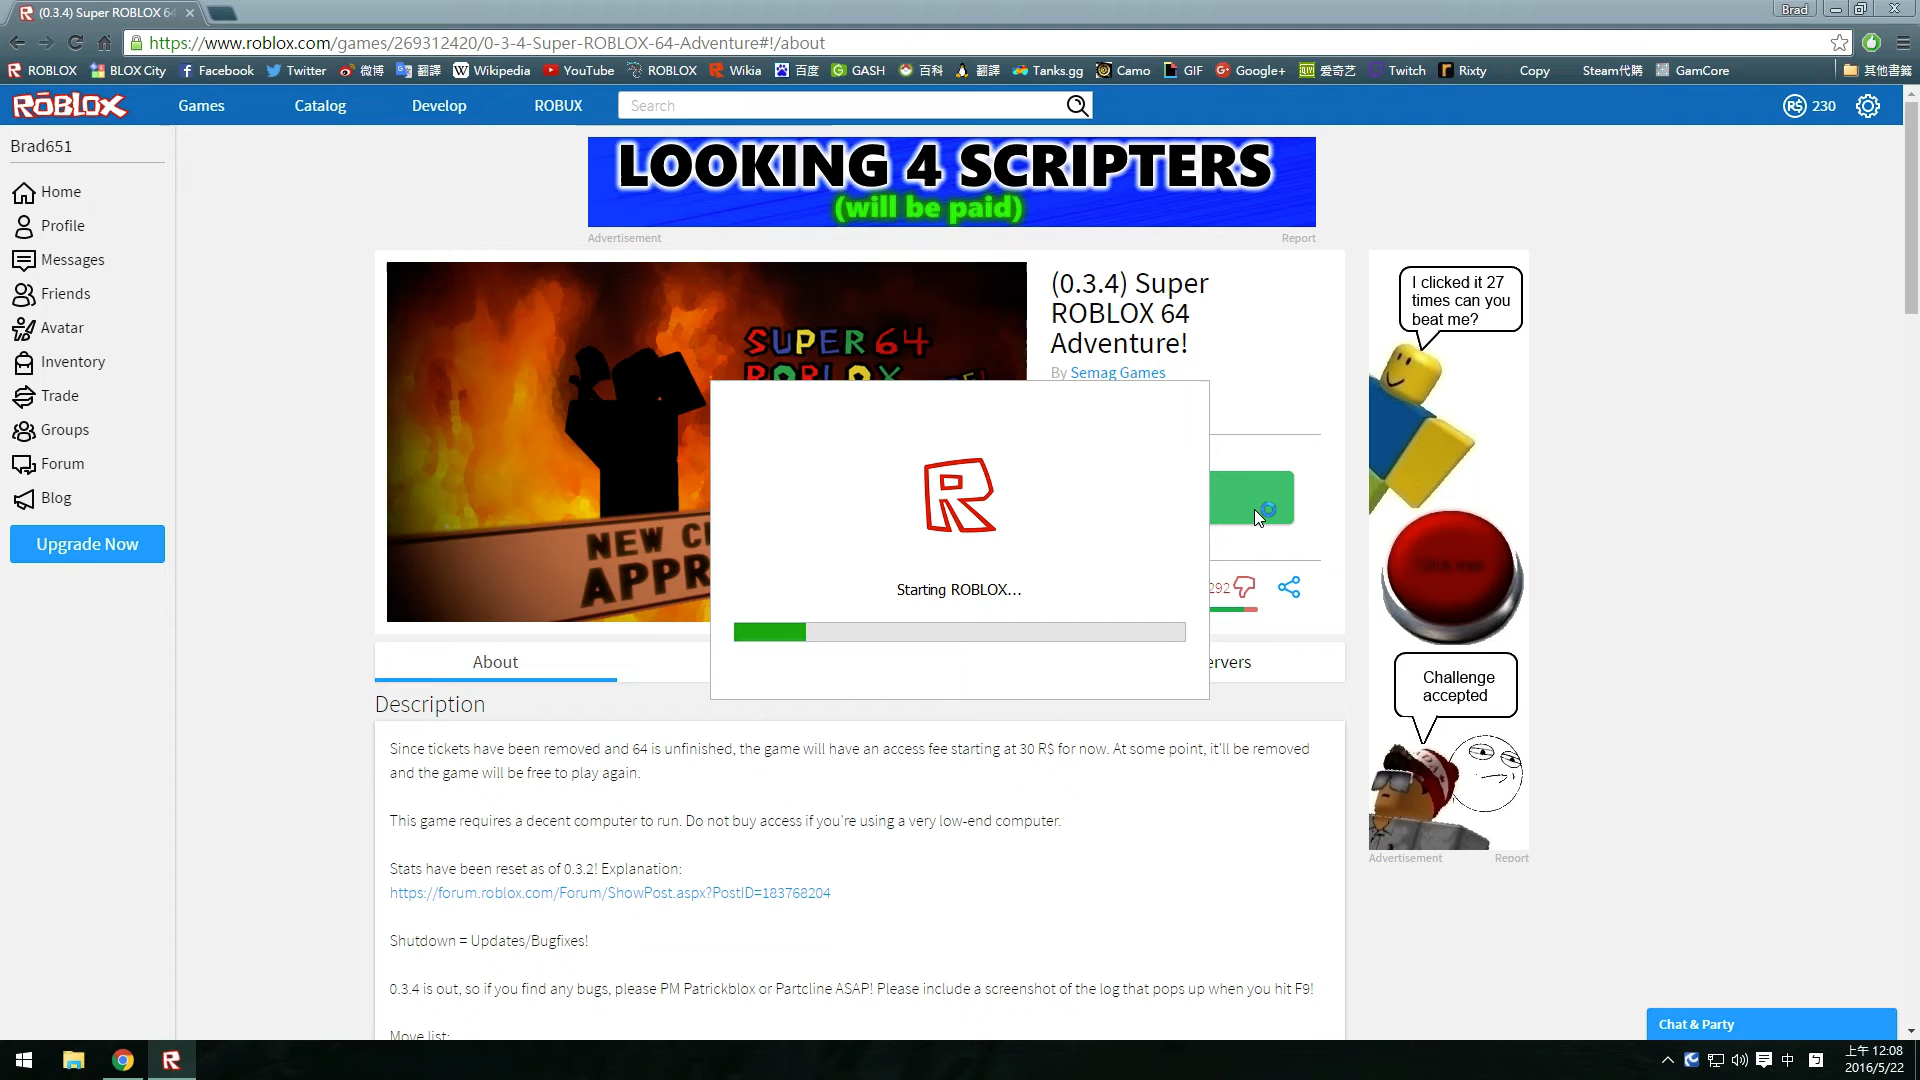 (0.3.4) Super ROBLOX 64
Brad
https://www.roblox.com/games/269312420/0-3-4-Super-ROBLOX-64-Adventure#!/about
ROBLOX BLOX City Facebook Twitter 微博 翻譯 Wikipedia YouTube ROBLOX Wikia 百度 GASH 百科 翻譯 Tanks.gg Camo GIF Google+ 爱奇艺 Twitch Rixty Copy Steam代購 GamCore 其他書籤
ROBLOX Games Catalog Develop ROBUX Search R$ 230
Brad651
Home
Profile
Messages
Friends
Avatar
Inventory
Trade
Groups
Forum
Blog
Upgrade Now
LOOKING 4 SCRIPTERS
(will be paid)
Advertisement Report
SUPER 64
ROBLOX
NEW
APPR
(0.3.4) Super
ROBLOX 64
Adventure!
By Semag Games
292
R
Starting ROBLOX...
About ervers
Description
Since tickets have been removed and 64 is unfinished, the game will have an access fee starting at 30 R$ for now. At some point, it'll be removed
and the game will be free to play again.
This game requires a decent computer to run. Do not buy access if you're using a very low-end computer.
Stats have been reset as of 0.3.2! Explanation:
https://forum.roblox.com/Forum/ShowPost.aspx?PostID=183768204
Shutdown = Updates/Bugfixes!
0.3.4 is out, so if you find any bugs, please PM Patrickblox or Partcline ASAP! Please include a screenshot of the log that pops up when you hit F9!
Move list:
I clicked it 27
times can you
beat me?
Click me!
Challenge
accepted
Advertisement Report
Chat & Party
中
上午 12:08
2016/5/22